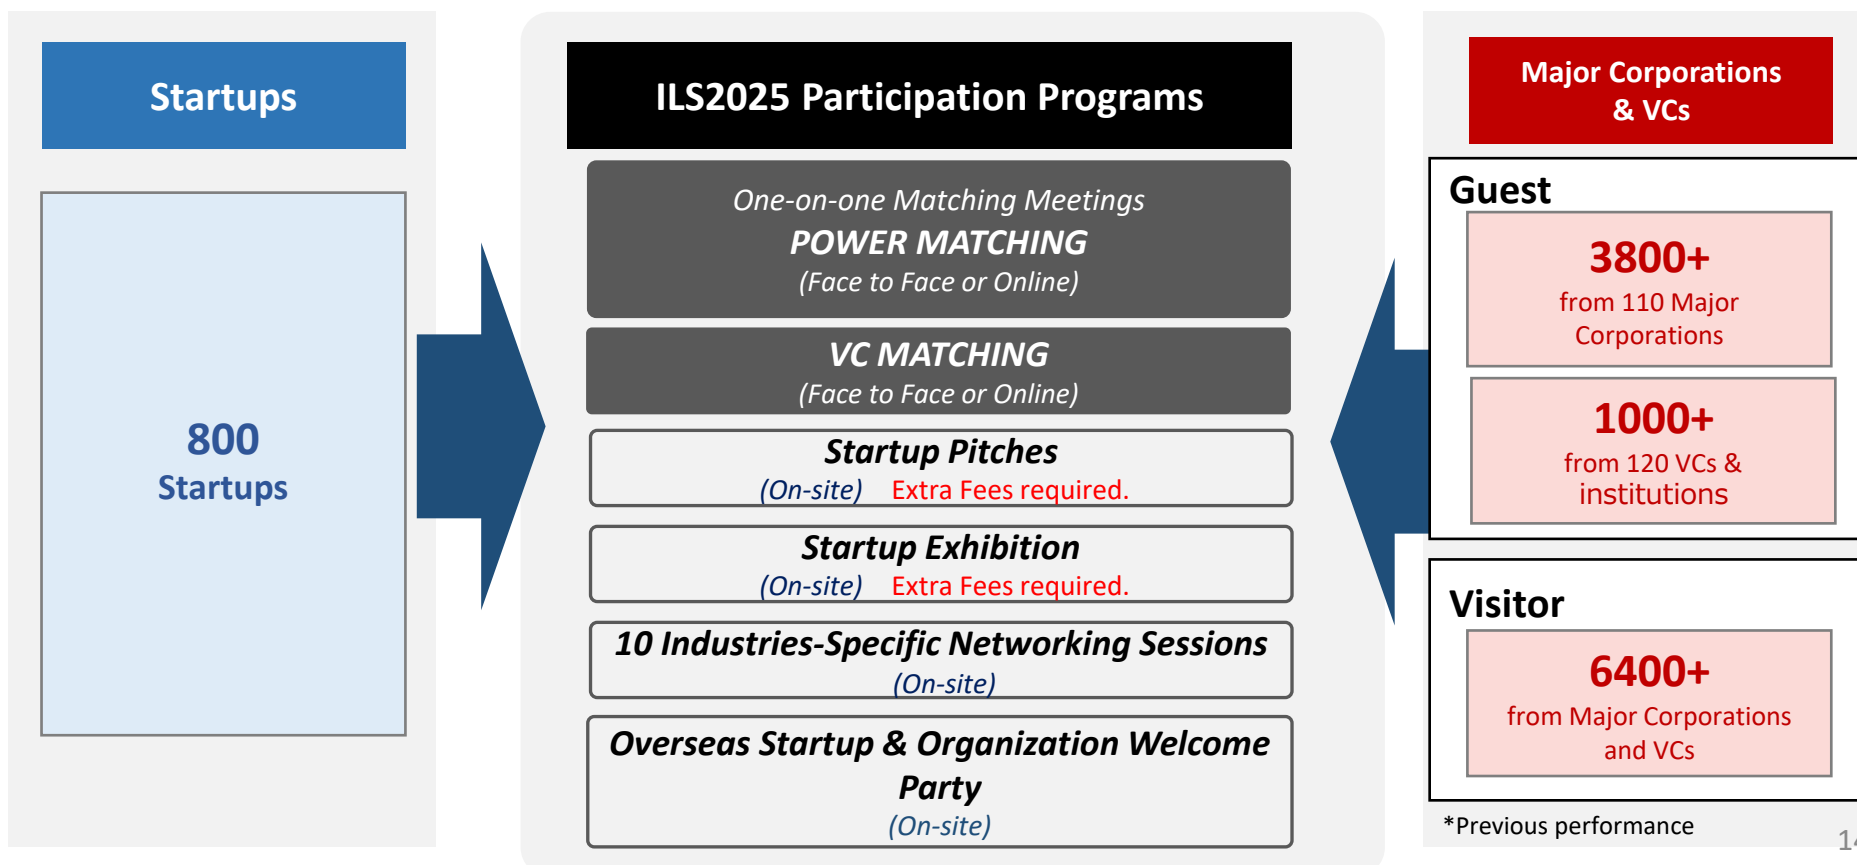 Startups
800
Startups
ILS2025 Participation Programs
One-on-one Matching Meetings
POWER MATCHING
(Face to Face or Online)
VC MATCHING
(Face to Face or Online)
Startup Pitches
(On-site) Extra Fees required.
Startup Exhibition
(On-site) Extra Fees required.
10 Industries-Specific Networking Sessions
(On-site)
Overseas Startup & Organization Welcome
Party
(On-site)
Major Corporations
& VCs
Guest
3800+
from 110 Major
Corporations
1000+
from 120 VCs &
institutions
Visitor
6400+
from Major Corporations
and VCs
*Previous performance